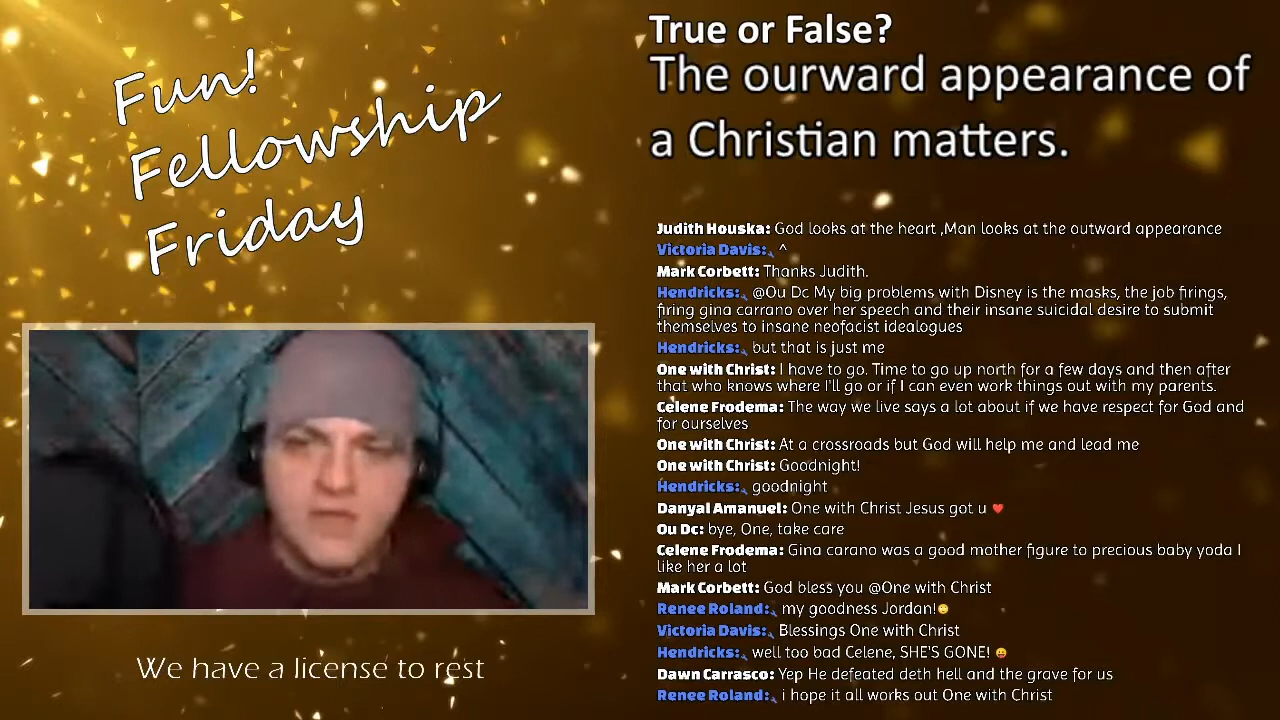 Fun!
Fellowship
Friday
We have a license to rest
True or False?
The ourward appearance of
a Christian matters.
Judith Houska: God looks at the heart ,Man looks at the outward appearance
Victoria Davis: ^
Mark Corbett: Thanks Judith.
Hendricks: @Ou Dc My big problems with Disney is the masks, the job firings,
firing gina carrano over her speech and their insane suicidal desire to submit
themselves to insane neofacist idealogues
Hendricks: but that is just me
One with Christ: I have to go. Time to go up north for a few days and then after
that who knows where I'll go or if I can even work things out with my parents.
Celene Frodema: The way we live says a lot about if we have respect for God and
for ourselves
One with Christ: At a crossroads but God will help me and lead me
One with Christ: Goodnight!
Hendricks: goodnight
Danyal Amanuel: One with Christ Jesus got u ❤
Ou Dc: bye, One, take care
Celene Frodema: Gina carano was a good mother figure to precious baby yoda I
like her a lot
Mark Corbett: God bless you @One with Christ
Renee Roland: my goodness Jordan!🙄
Victoria Davis: Blessings One with Christ
Hendricks: well too bad Celene, SHE'S GONE! 😛
Dawn Carrasco: Yep He defeated deth hell and the grave for us
Renee Roland: i hope it all works out One with Christ